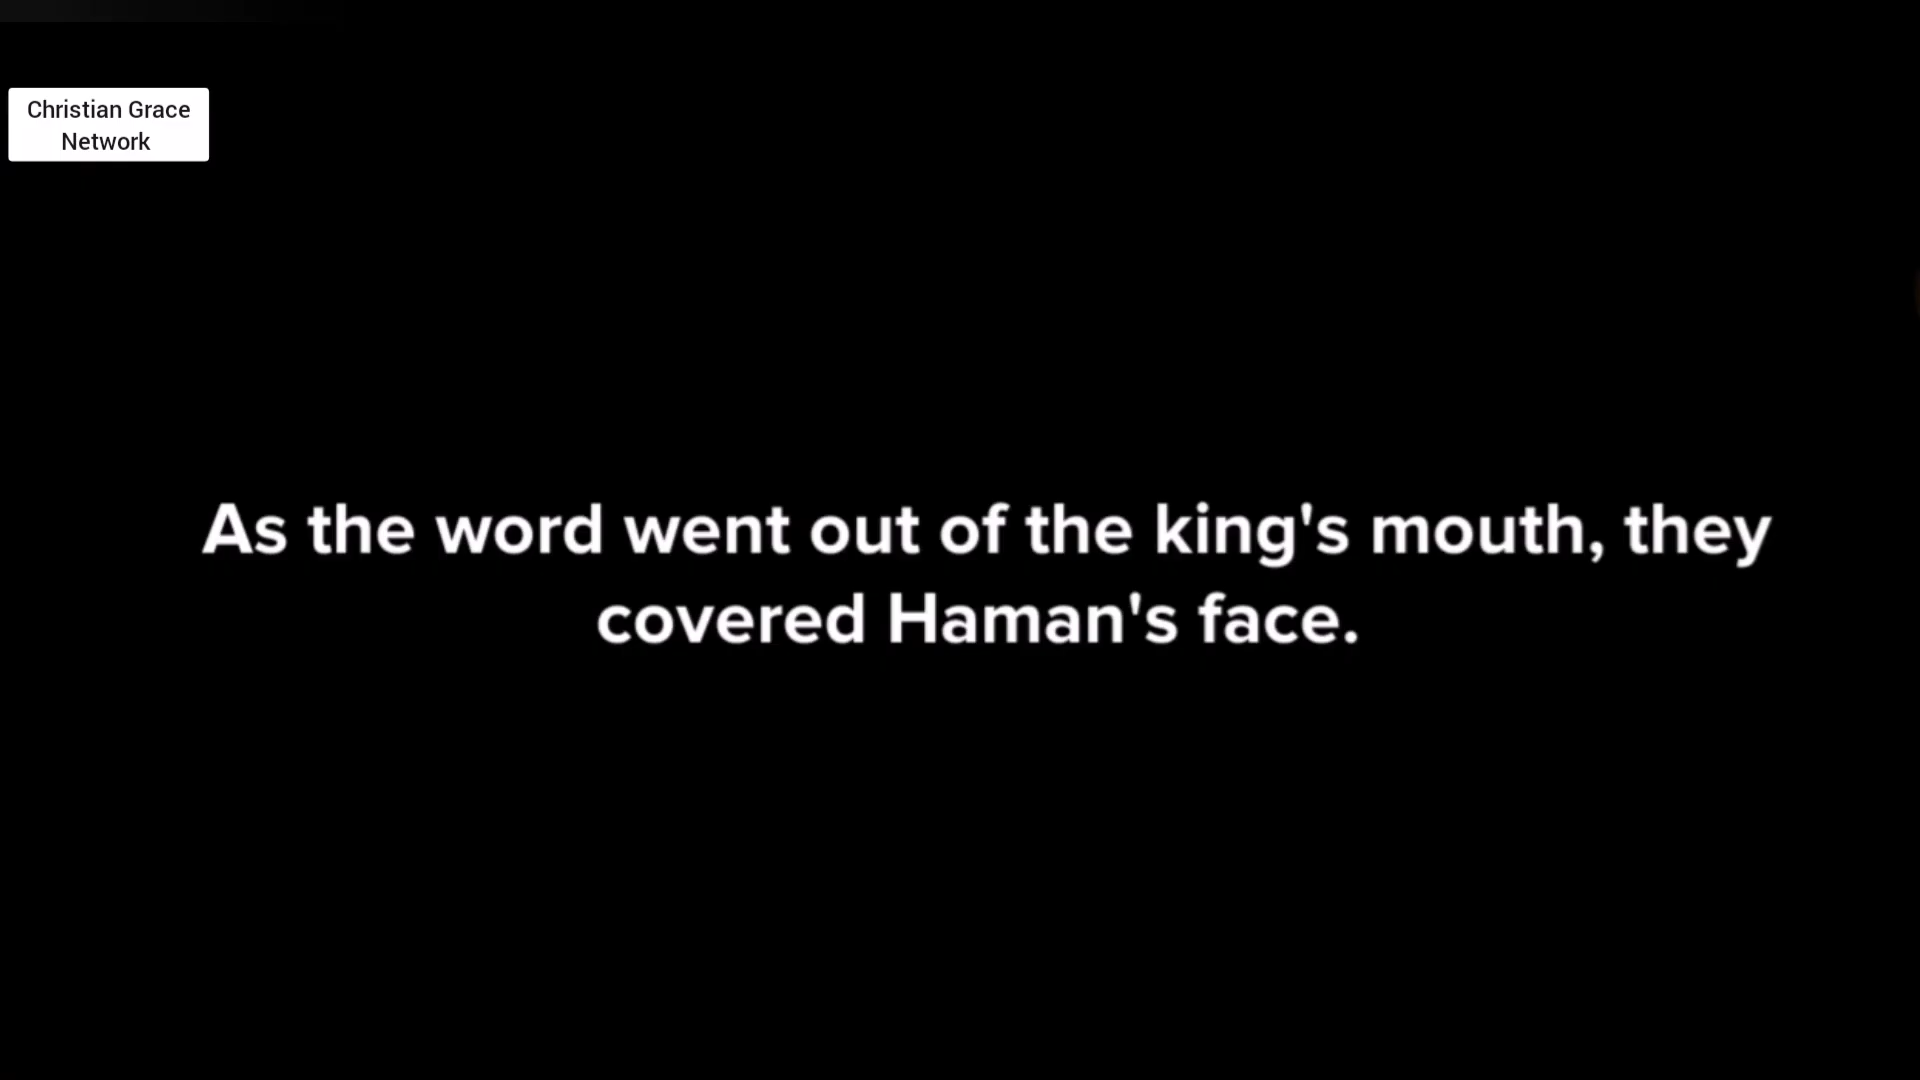 Christian Grace
Network
As the word went out of the king's mouth, they
covered Haman's face.